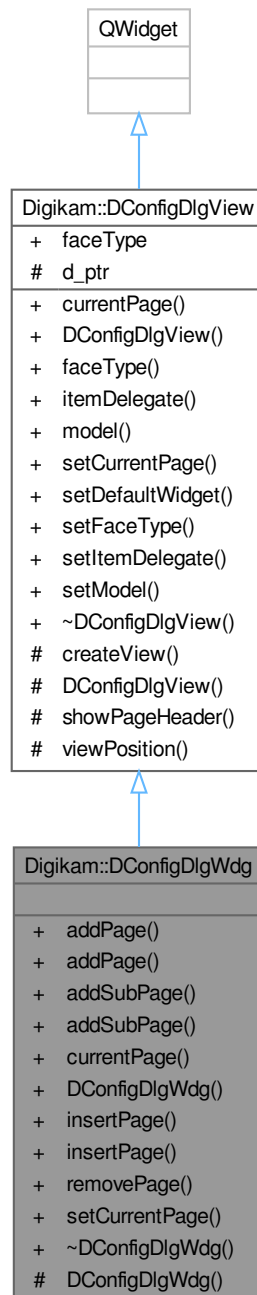 QWidget
Digikam::DConfigDlgView
+ faceType
# d_ptr
+ currentPage()
+ DConfigDlgView()
+ faceType()
+ itemDelegate()
+ model()
+ setCurrentPage()
+ setDefaultWidget()
+ setFaceType()
+ setItemDelegate()
+ setModel()
+ ~DConfigDlgView()
# createView()
# DConfigDlgView()
# showPageHeader()
# viewPosition()
Digikam::DConfigDlgWdg
+ addPage()
+ addPage()
+ addSubPage()
+ addSubPage()
+ currentPage()
+ DConfigDlgWdg()
+ insertPage()
+ insertPage()
+ removePage()
+ setCurrentPage()
+ ~DConfigDlgWdg()
# DConfigDlgWdg()